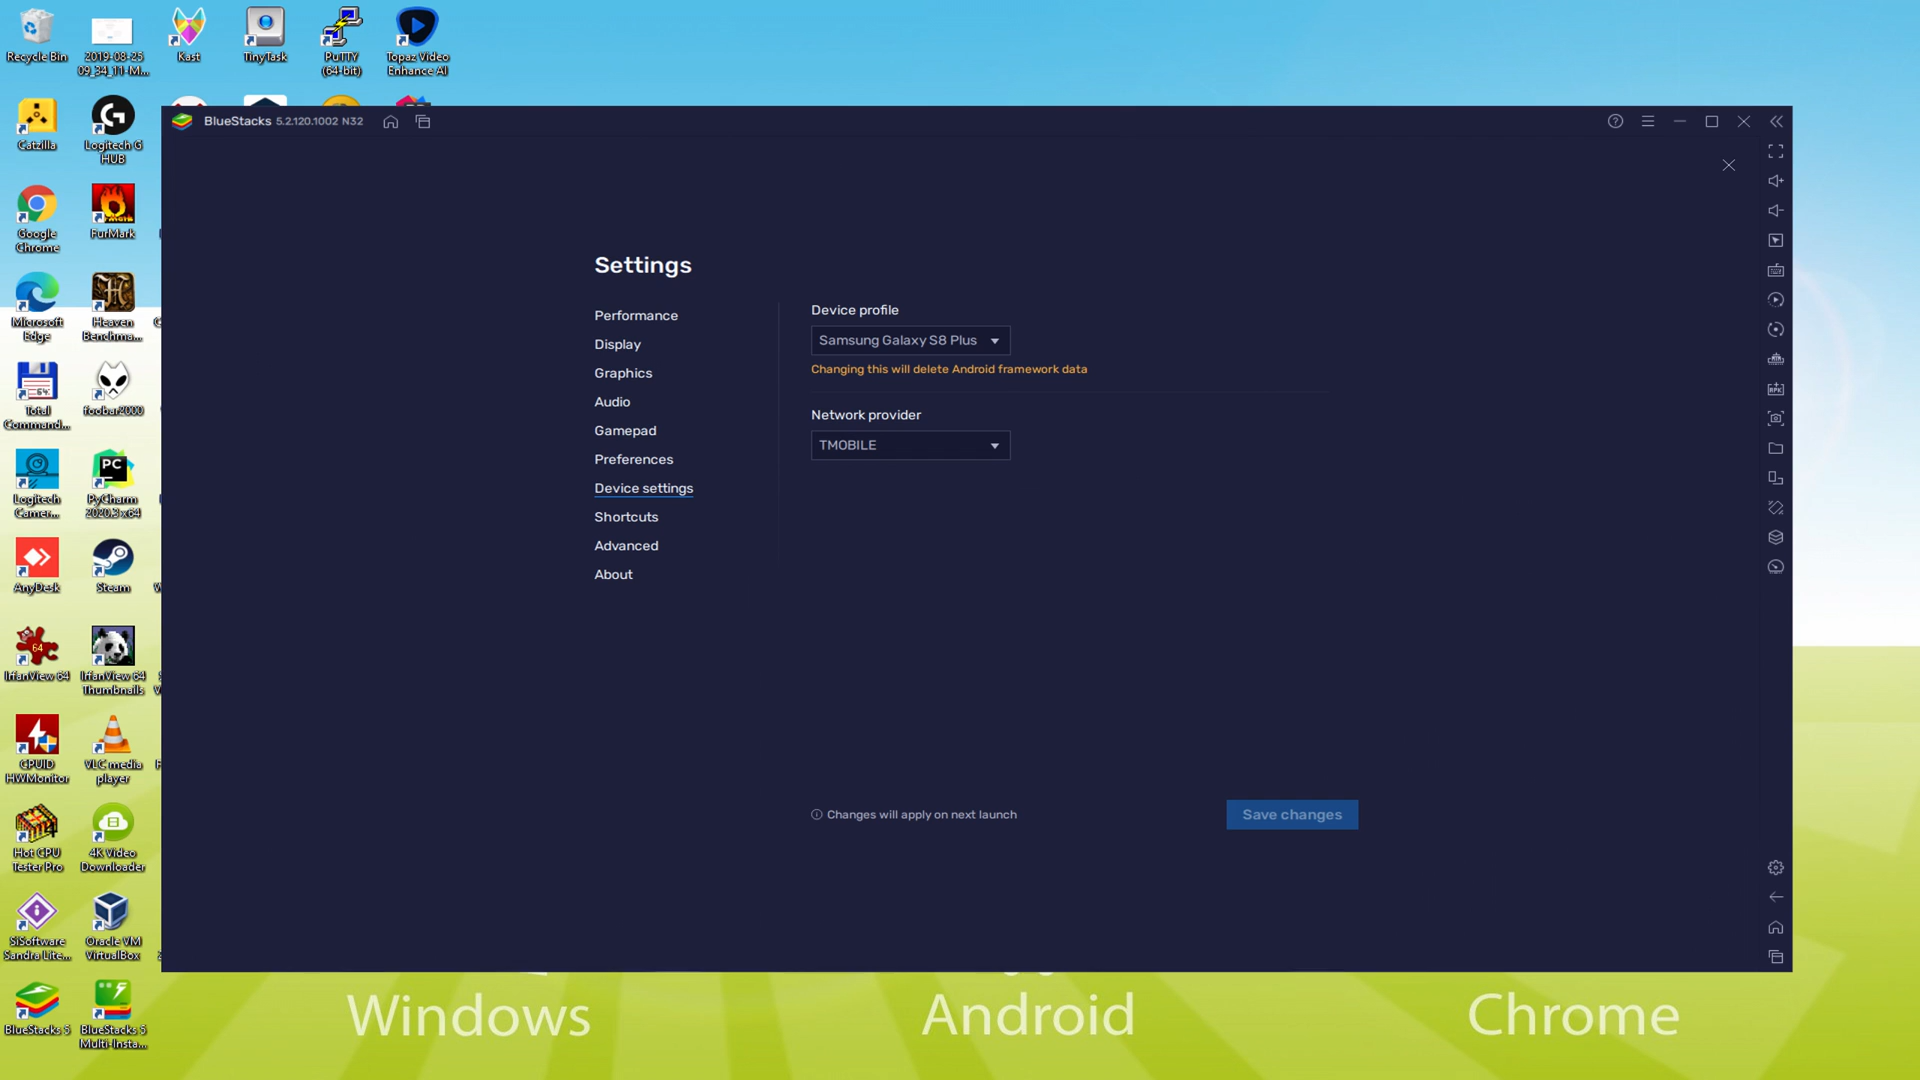 Recycle Bin
2019-08-25
09_34_11-M...
Kast
TinyTask
PuTTY
(64-bit)
Topaz Video
Enhance AI
Catzilla
Logitech G
HUB
Google
Chrome
FurMark
Microsoft
Edge
Heaven
Benchma...
Total
Command...
foobar2000
Logitech
Camer...
PyCharm
2020.3 x64
AnyDesk
Steam
IrfanView 64
IrfanView 64
Thumbnails
CPUID
HWMonitor
VLC media
player
Hot CPU
Tester Pro
4K Video
Downloader
SiSoftware
Sandra Lite...
Oracle VM
VirtualBox
BlueStacks 5
BlueStacks 5
Multi-Insta...
BlueStacks 5.2.120.1002 N32
Settings
Performance
Display
Graphics
Audio
Gamepad
Preferences
Device settings
Shortcuts
Advanced
About
Device profile
Samsung Galaxy S8 Plus
Changing this will delete Android framework data
Network provider
TMOBILE
Changes will apply on next launch
Save changes
Windows
Android
Chrome